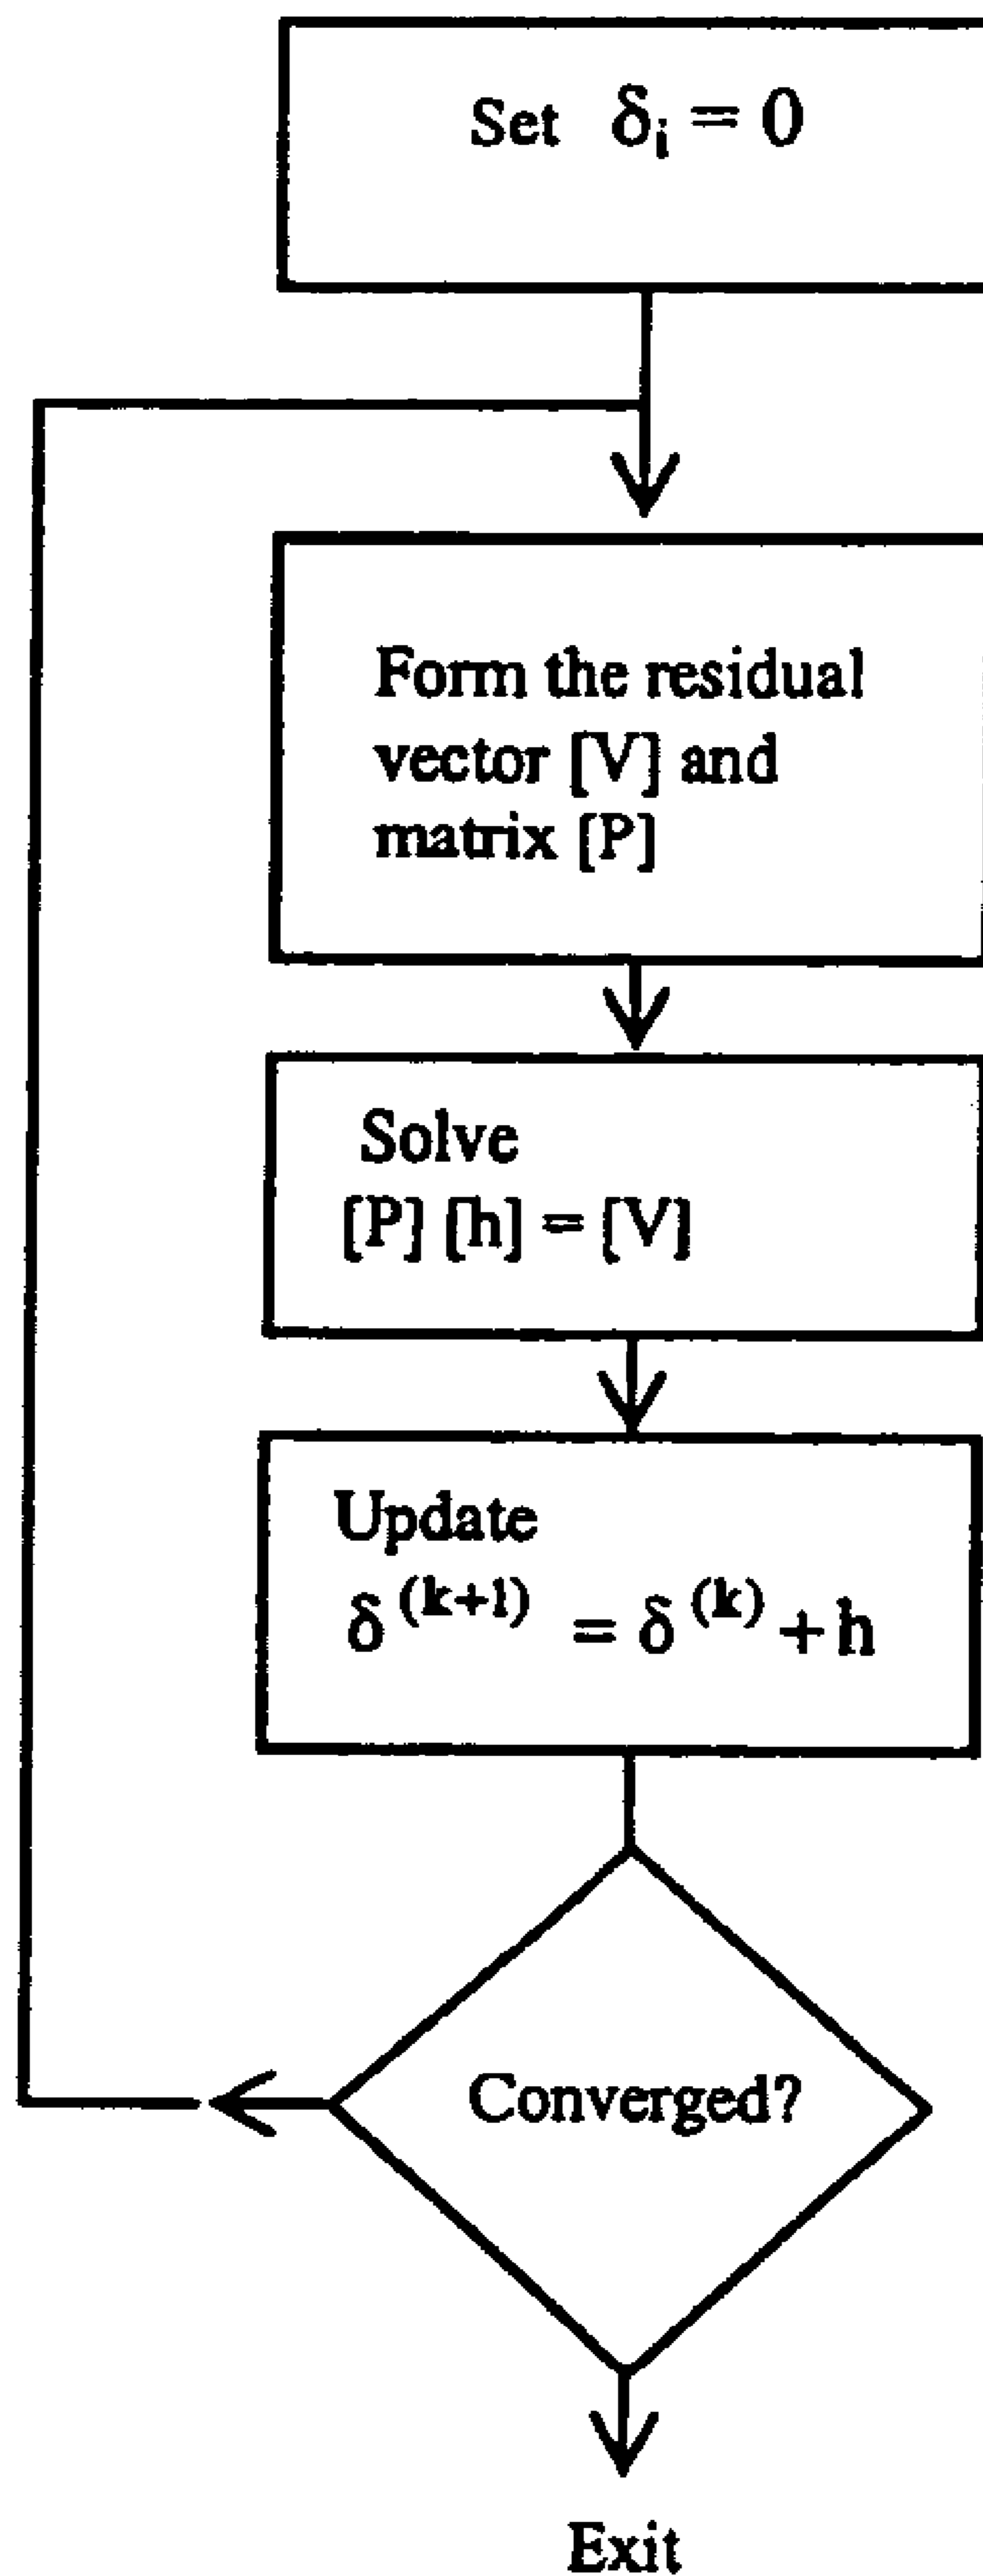 Set δᵢ = 0
Form the residual
vector [V] and
matrix [P]
Solve
[P] [h] = [V]
Update
δ ⁽ᵏ⁺¹⁾ = δ ⁽ᵏ⁾ + h
Converged?
Exit